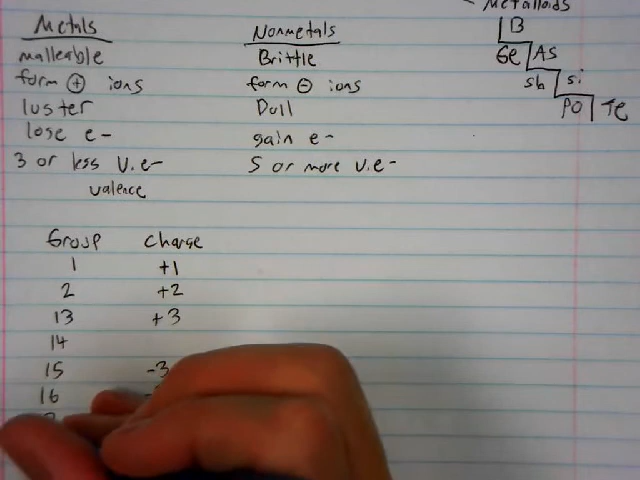 Metals Nonmetals - Metalloids
malleable Brittle B
form ⊕ ions form ⊖ ions Ge As
luster Dull Sb Si
lose e- gain e- Po Te
3 or less v.e- 5 or more v.e-
valence
Group Charge
1 +1
2 +2
13 +3
14
15 -3
16